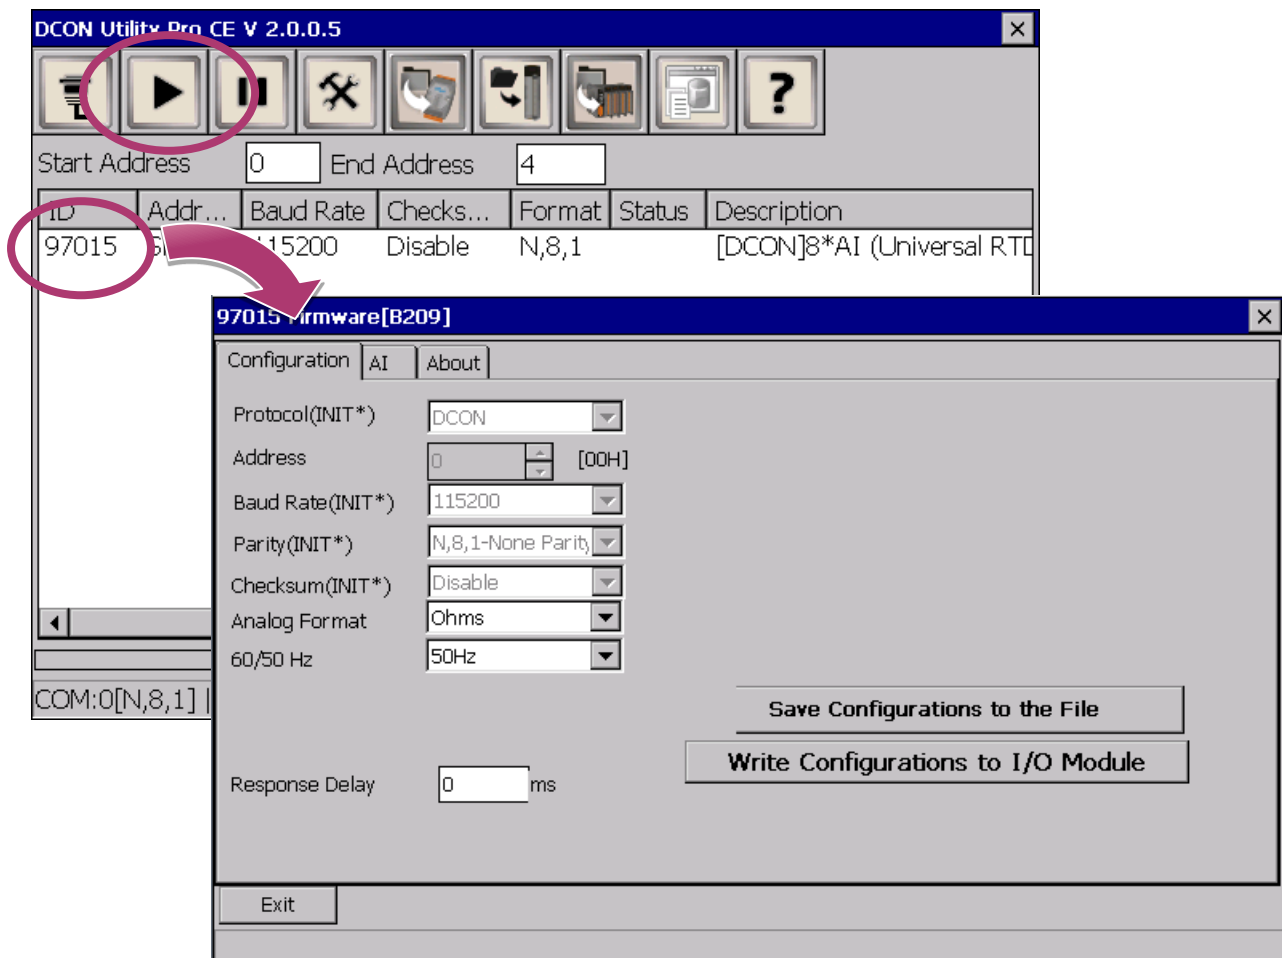 DCON Utility Pro CE V 2.0.0.5
?
Start Address 0 End Address 4
ID Addr... Baud Rate Checks... Format Status Description
97015 115200 Disable N,8,1 [DCON]8*AI (Universal RTD
97015 Firmware[B209]
Configuration AI About
Protocol(INIT*) DCON
Address 0 [00H]
Baud Rate(INIT*) 115200
Parity(INIT*) N,8,1-None Parity
Checksum(INIT*) Disable
Analog Format Ohms
60/50 Hz 50Hz
COM:0[N,8,1] |
Save Configurations to the File
Write Configurations to I/O Module
Response Delay 0 ms
Exit